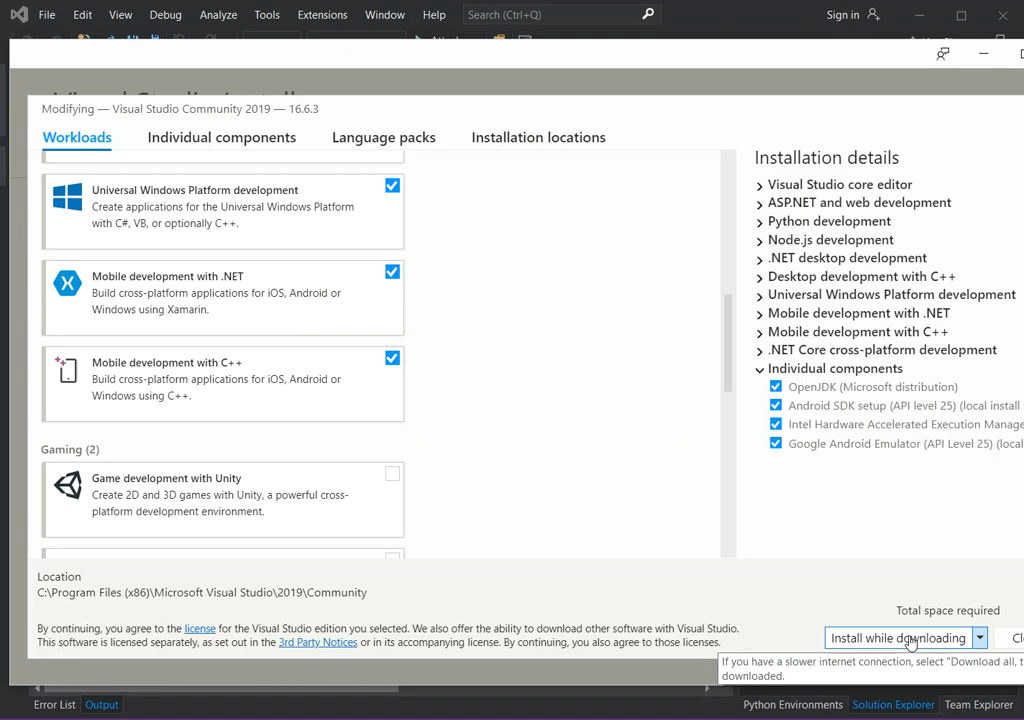 File Edit View Debug Analyze Tools Extensions Window Help Search (Ctrl+Q) Sign in
Modifying — Visual Studio Community 2019 — 16.6.3
Workloads Individual components Language packs Installation locations
Universal Windows Platform development
Create applications for the Universal Windows Platform
with C#, VB, or optionally C++.
Mobile development with .NET
Build cross-platform applications for iOS, Android or
Windows using Xamarin.
Mobile development with C++
Build cross-platform applications for iOS, Android or
Windows using C++.
Gaming (2)
Game development with Unity
Create 2D and 3D games with Unity, a powerful cross-
platform development environment.
Installation details
Visual Studio core editor
ASP.NET and web development
Python development
Node.js development
.NET desktop development
Desktop development with C++
Universal Windows Platform development
Mobile development with .NET
Mobile development with C++
.NET Core cross-platform development
Individual components
OpenJDK (Microsoft distribution)
Android SDK setup (API level 25) (local install
Intel Hardware Accelerated Execution Manage
Google Android Emulator (API Level 25) (local
Location
C:\Program Files (x86)\Microsoft Visual Studio\2019\Community
Total space required
By continuing, you agree to the license for the Visual Studio edition you selected. We also offer the ability to download other software with Visual Studio.
This software is licensed separately, as set out in the 3rd Party Notices or in its accompanying license. By continuing, you also agree to those licenses.
Install while downloading Cl
If you have a slower internet connection, select "Download all, t
downloaded.
Error List Output Python Environments Solution Explorer Team Explorer